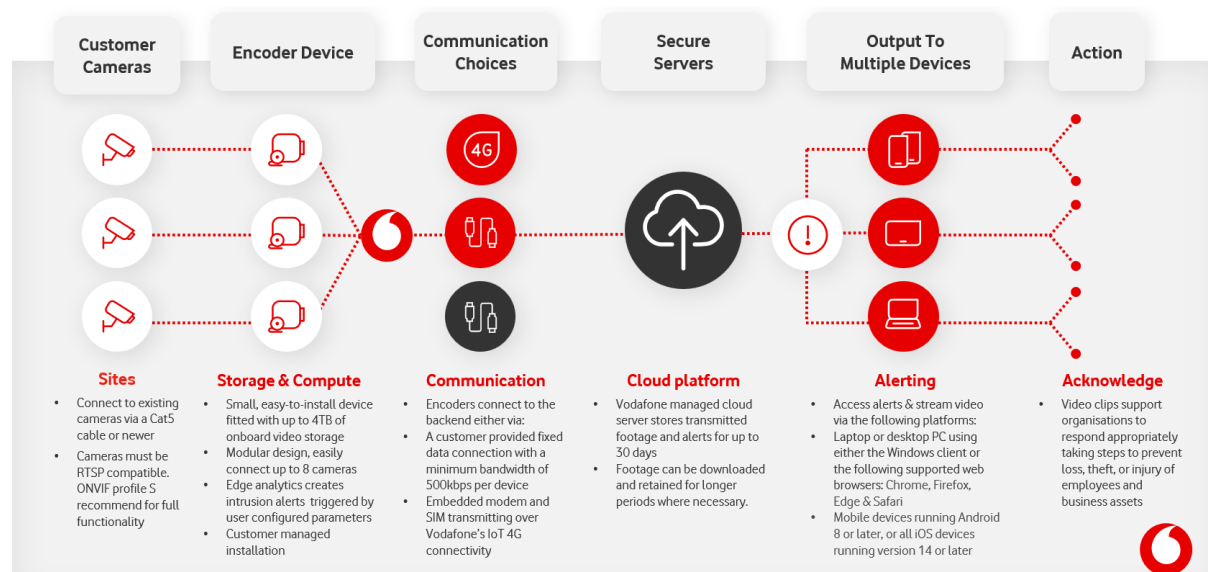 Customer
Cameras
Encoder Device
Communication
Choices
Secure
Servers
Output To
Multiple Devices
Action
4G
Sites
• Connect to existing
cameras via a Cat5
cable or newer
• Cameras must be
RTSP compatible.
ONVIF profile S
recommend for full
functionality
Storage & Compute
• Small, easy-to-install device
fitted with up to 4TB of
onboard video storage
• Modular design, easily
connect up to 8 cameras
• Edge analytics creates
intrusion alerts triggered by
user configured parameters
• Customer managed
installation
Communication
• Encoders connect to the
backend either via:
• A customer provided fixed
data connection with a
minimum bandwidth of
500kbps per device
• Embedded modem and
SIM transmitting over
Vodafone's IoT 4G
connectivity
Cloud platform
• Vodafone managed cloud
server stores transmitted
footage and alerts for up to
30 days
• Footage can be downloaded
and retained for longer
periods where necessary.
Alerting
• Access alerts & stream video
via the following platforms:
• Laptop or desktop PC using
either the Windows client or
the following supported web
browsers: Chrome, Firefox,
Edge & Safari
• Mobile devices running Android
8 or later, or all iOS devices
running version 14 or later
Acknowledge
• Video clips support
organisations to
respond appropriately
taking steps to prevent
loss, theft, or injury of
employees and
business assets